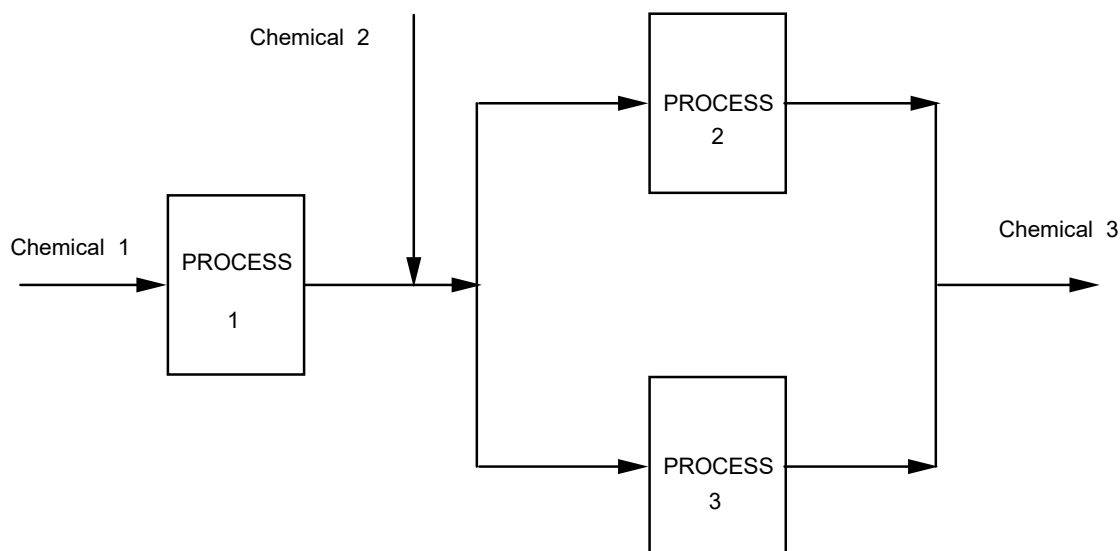 Chemical 2
PROCESS
2
Chemical 1
PROCESS
1
Chemical 3
PROCESS
3